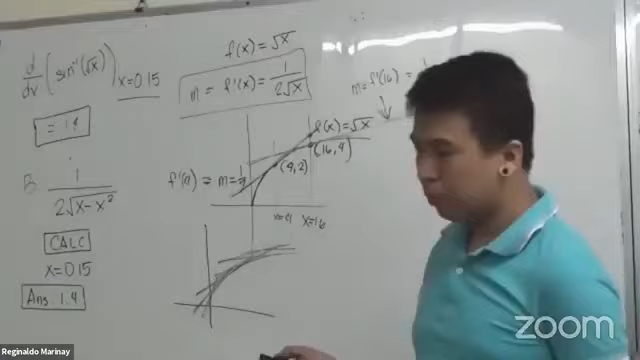 d/dx (sin⁻¹(√x)) x=0.15
= 1.4
B. 1/(2√x-x²)
CALC
x=0.15
Ans: 1.4
f(x) = √x
m = f'(x) = 1/(2√x)
m = f'(16) = 1
f(x)=√x
(16,4)
(4,2)
x=4 x=16
zoom
Reginaldo Marinay